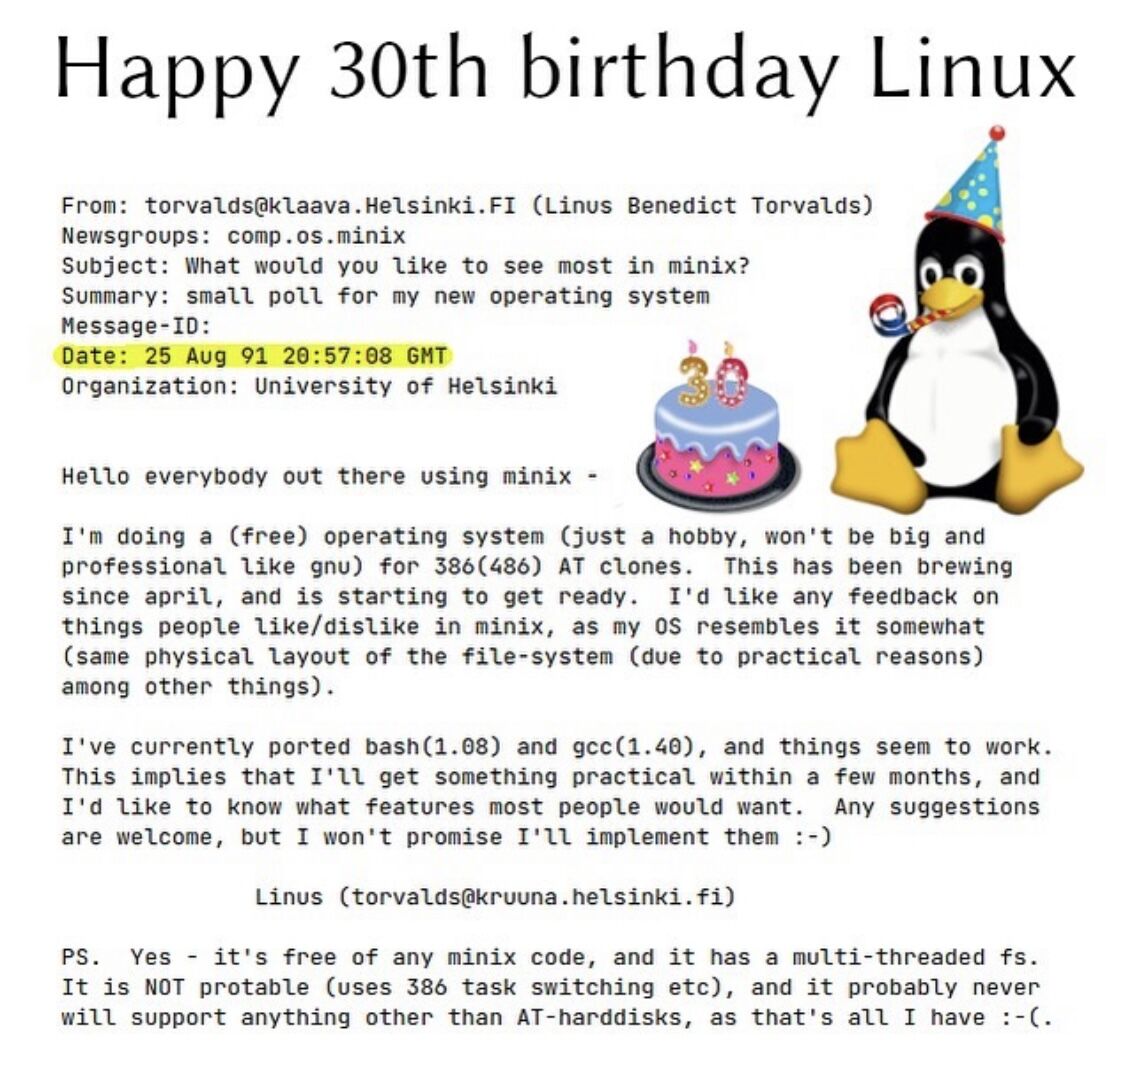 Happy 30th birthday Linux
From: torvalds@klaava.Helsinki.FI (Linus Benedict Torvalds)
Newsgroups: comp.os.minix
Subject: What would you like to see most in minix?
Summary: small poll for my new operating system
Message-ID:
Date: 25 Aug 91 20:57:08 GMT
Organization: University of Helsinki
30
Hello everybody out there using minix -
I'm doing a (free) operating system (just a hobby, won't be big and
professional like gnu) for 386(486) AT clones.  This has been brewing
since april, and is starting to get ready.  I'd like any feedback on
things people like/dislike in minix, as my OS resembles it somewhat
(same physical layout of the file-system (due to practical reasons)
among other things).
I've currently ported bash(1.08) and gcc(1.40), and things seem to work.
This implies that I'll get something practical within a few months, and
I'd like to know what features most people would want.  Any suggestions
are welcome, but I won't promise I'll implement them :-)
Linus (torvalds@kruuna.helsinki.fi)
PS.  Yes - it's free of any minix code, and it has a multi-threaded fs.
It is NOT protable (uses 386 task switching etc), and it probably never
will support anything other than AT-harddisks, as that's all I have :-(.